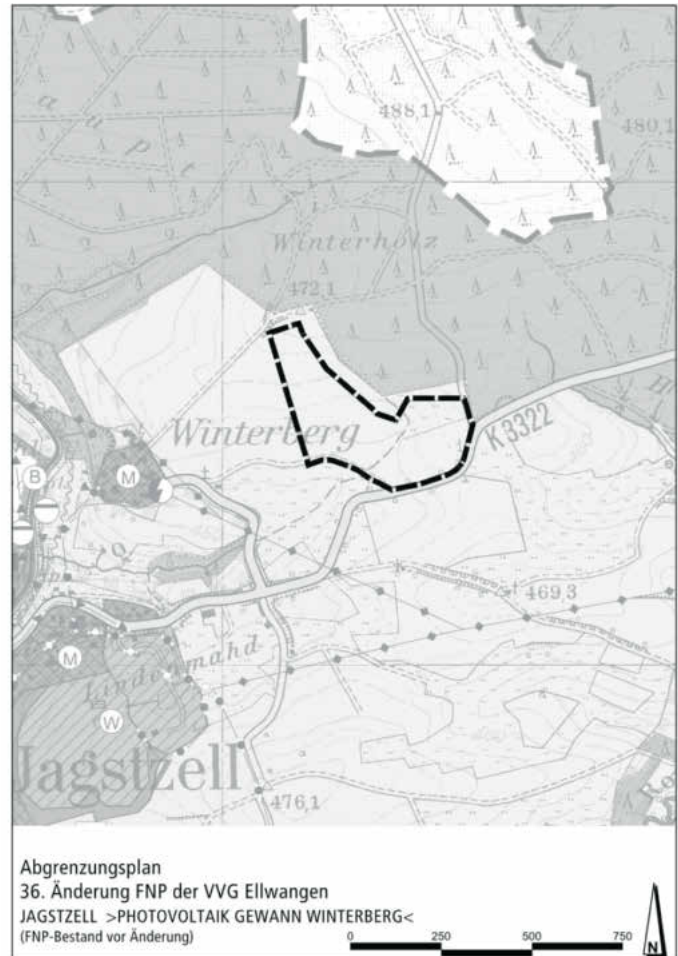 a u p t
488,1
480,1
Winterholz
472,1
Winterberg
K 3322
B
M
469,3
M
Lindenmahd
W
Jagstzell
476,1
Abgrenzungsplan
36. Änderung FNP der VVG Ellwangen
JAGSTZELL >PHOTOVOLTAIK GEWANN WINTERBERG<
(FNP-Bestand vor Änderung)
0 250 500 750
N